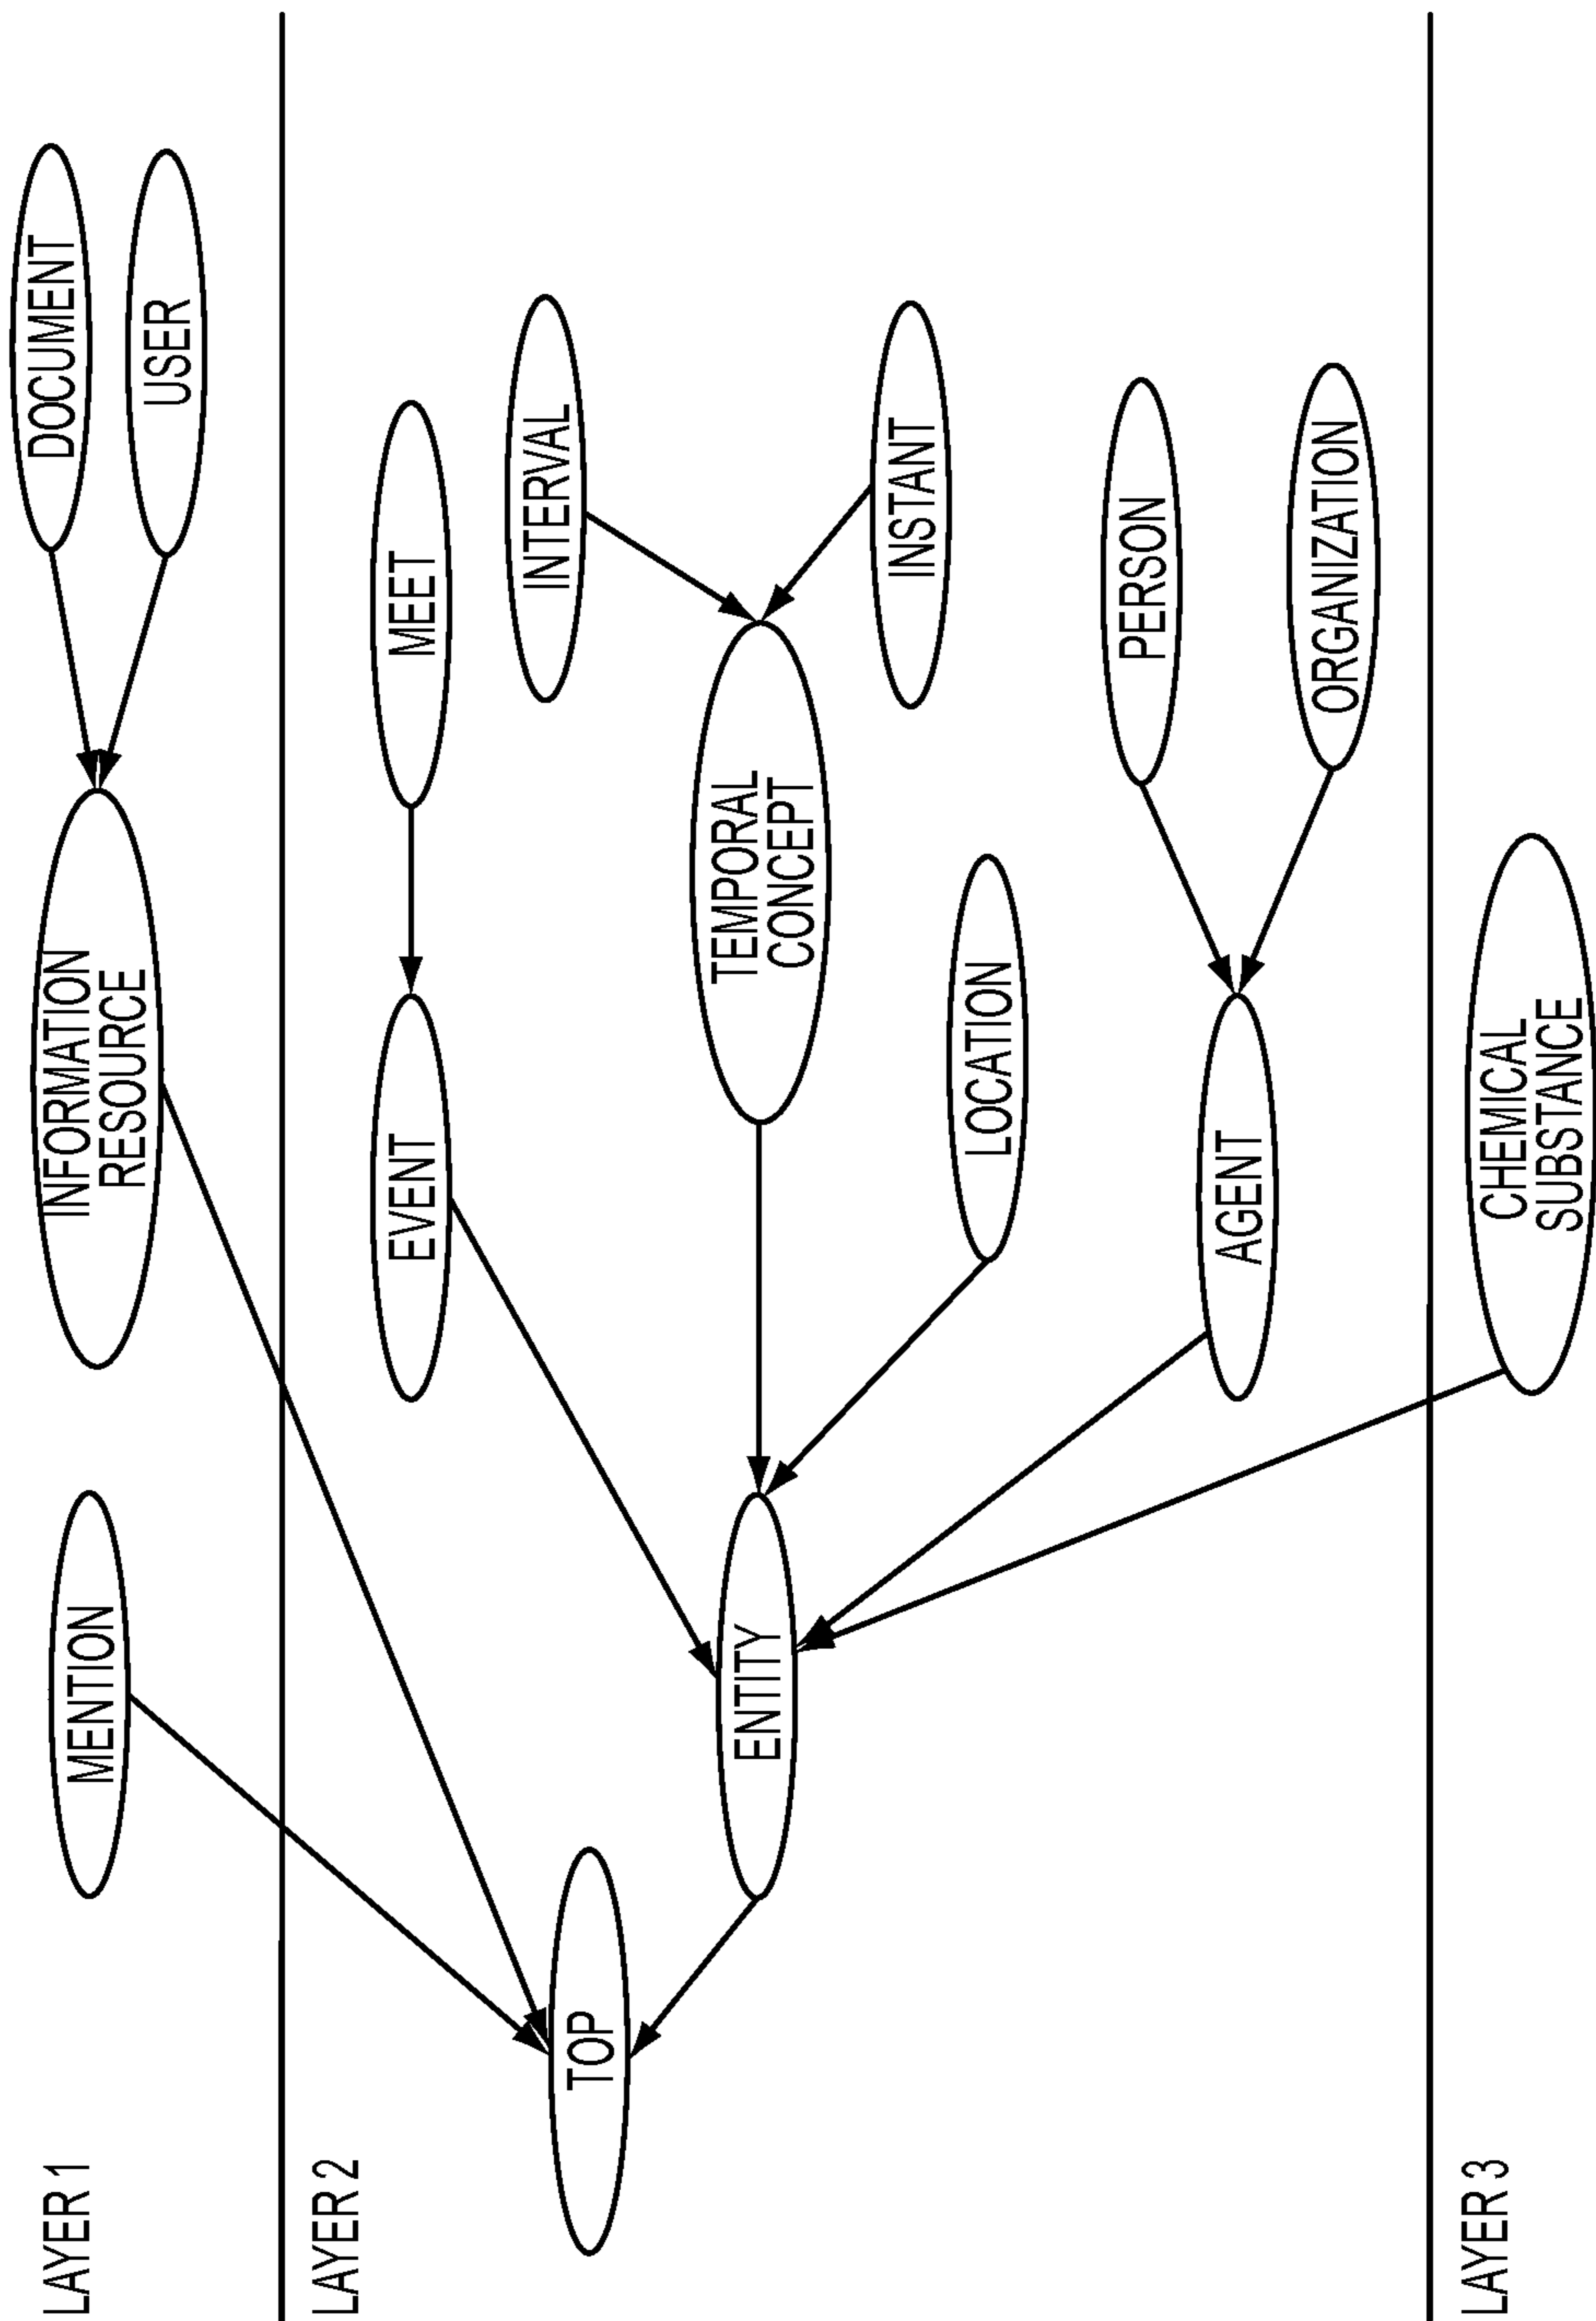 LAYER 1
MENTION
INFORMATION
RESOURCE
DOCUMENT
USER
LAYER 2
TOP
ENTITY
EVENT
MEET
TEMPORAL
CONCEPT
INTERVAL
INSTANT
LOCATION
AGENT
PERSON
ORGANIZATION
LAYER 3
CHEMICAL
SUBSTANCE